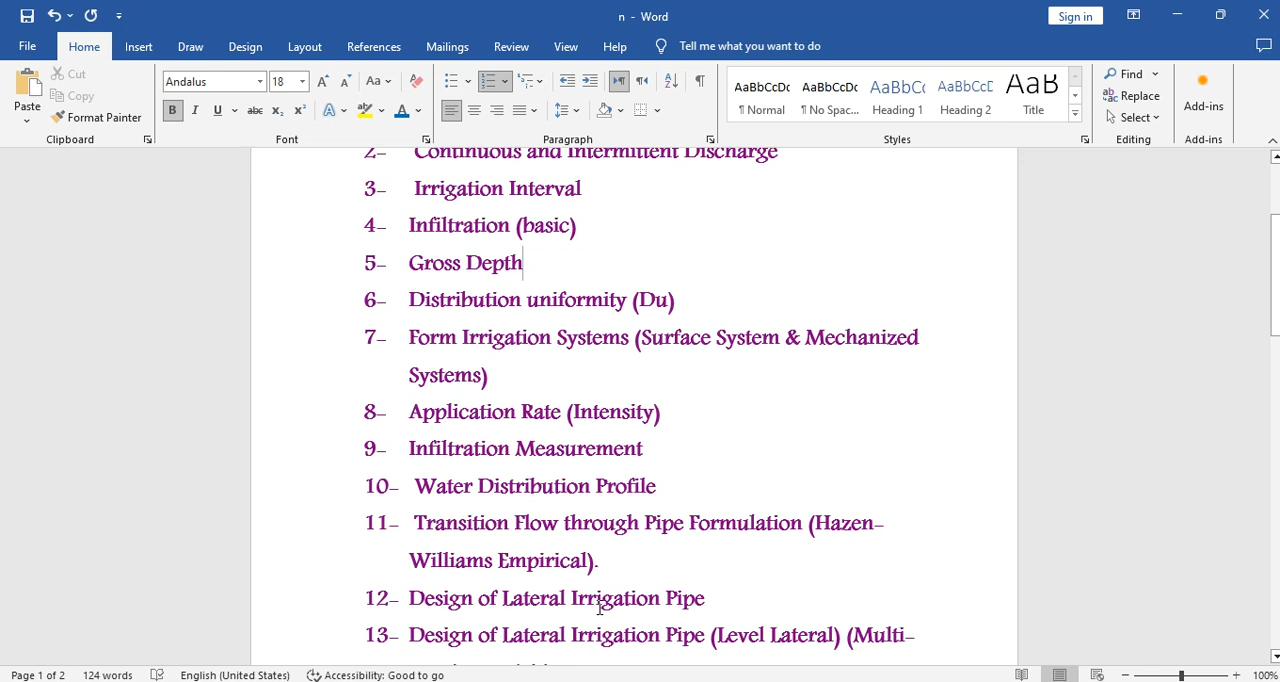 n - Word
Sign in
File Home Insert Draw Design Layout References Mailings Review View Help Tell me what you want to do
Paste
Cut
Copy
Format Painter
Clipboard
Andalus 18
Font
Paragraph
AaBbCcDc AaBbCcDc AaBbCc AaBbCcC AaB
¶ Normal ¶ No Spac... Heading 1 Heading 2 Title
Styles
Find
Replace
Select
Editing
Add-ins
Add-ins
2- Continuous and Intermittent Discharge
3- Irrigation Interval
4- Infiltration (basic)
5- Gross Depth
6- Distribution uniformity (Du)
7- Form Irrigation Systems (Surface System & Mechanized
Systems)
8- Application Rate (Intensity)
9- Infiltration Measurement
10- Water Distribution Profile
11- Transition Flow through Pipe Formulation (Hazen-
Williams Empirical).
12- Design of Lateral Irrigation Pipe
13- Design of Lateral Irrigation Pipe (Level Lateral) (Multi-
Page 1 of 2 124 words English (United States) Accessibility: Good to go 100%